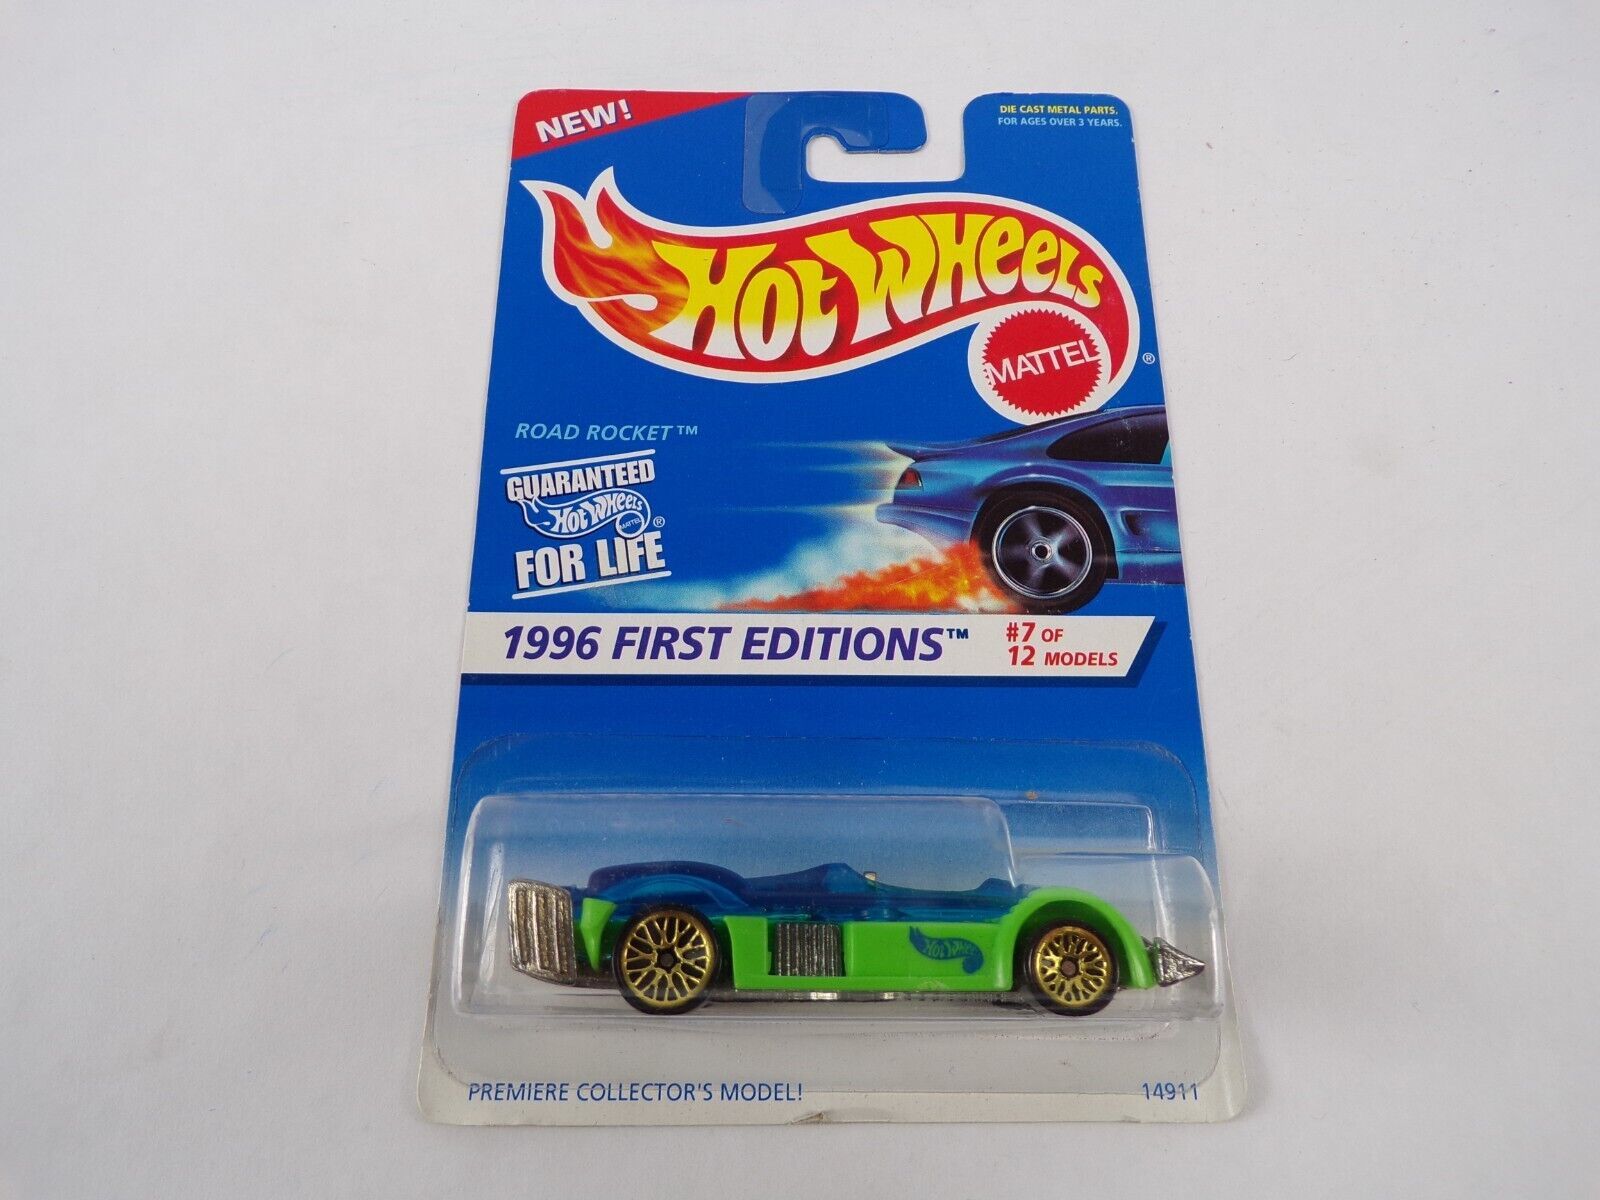 NEW!
DIE CAST METAL PARTS.
FOR AGES OVER 3 YEARS.
HOT WHEELS
MATTEL
®
ROAD ROCKET™
GUARANTEED
HOT WHEELS
MATTEL ®
FOR LIFE
1996 FIRST EDITIONS™
#7 OF
12 MODELS
HOT WHEELS
PREMIERE COLLECTOR'S MODEL!
14911